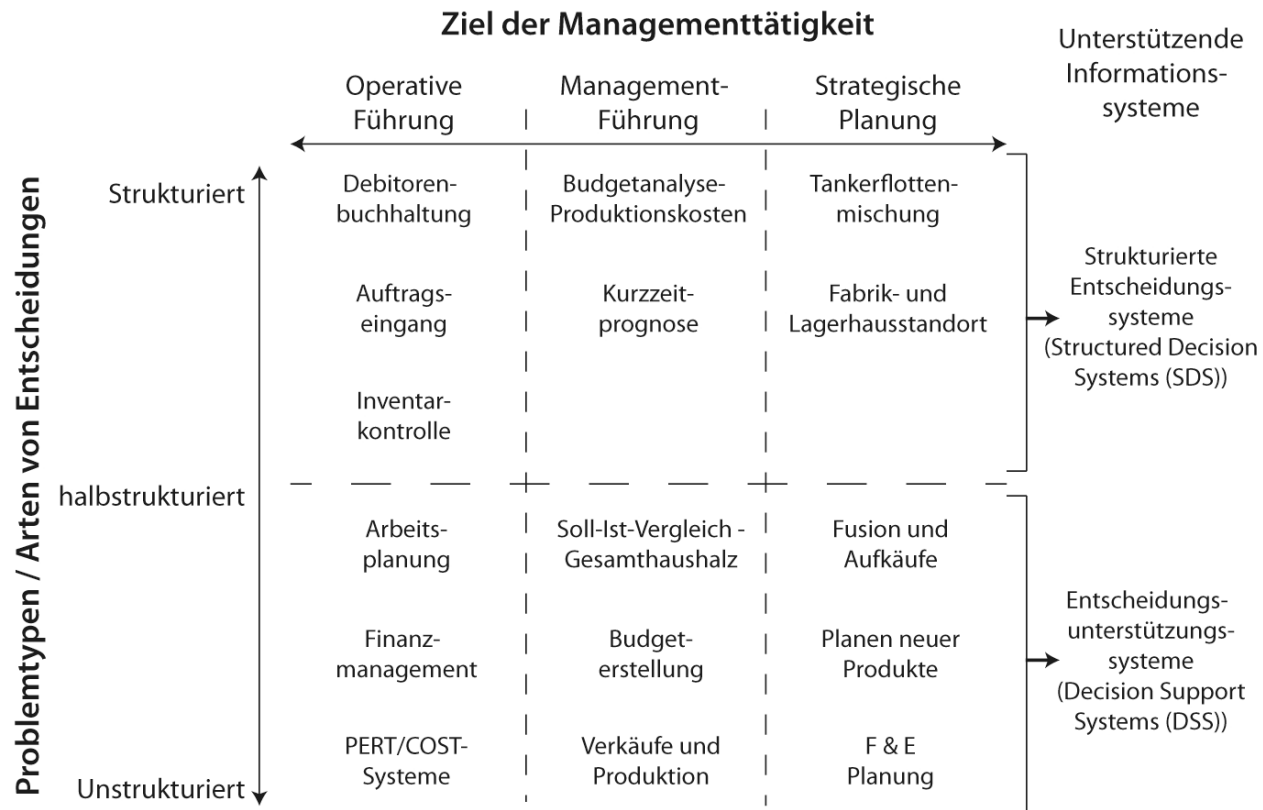 Ziel der Managementtätigkeit
Unterstützende
Informations-
systeme
Operative
Führung
Management-
Führung
Strategische
Planung
Problemtypen / Arten von Entscheidungen
Strukturiert
Debitoren-
buchhaltung
Budgetanalyse-
Produktionskosten
Tankerflotten-
mischung
Auftrags-
eingang
Kurzzeit-
prognose
Fabrik- und
Lagerhausstandort
Inventar-
kontrolle
Strukturierte
Entscheidungs-
systeme
(Structured Decision
Systems (SDS))
halbstrukturiert
Arbeits-
planung
Soll-Ist-Vergleich -
Gesamthaushalz
Fusion und
Aufkäufe
Finanz-
management
Budget-
erstellung
Planen neuer
Produkte
PERT/COST-
Systeme
Verkäufe und
Produktion
F & E
Planung
Entscheidungs-
unterstützungs-
systeme
(Decision Support
Systems (DSS))
Unstrukturiert